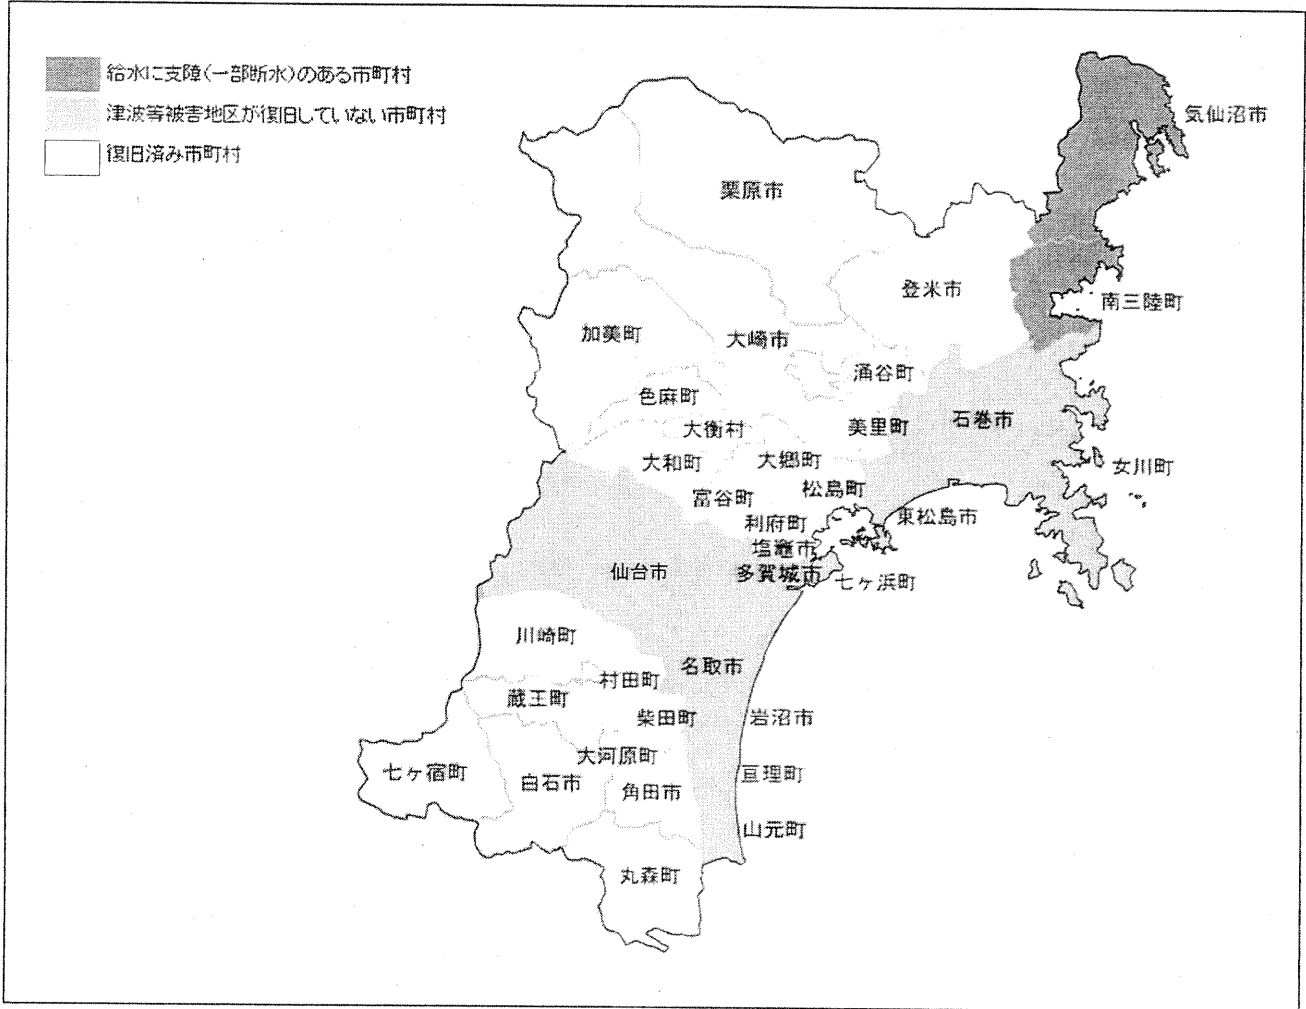 給水に支障(一部断水)のある市町村
津波等被害地区が復旧していない市町村
復旧済み市町村
気仙沼市
栗原市
登米市
南三陸町
加美町
大崎市
涌谷町
色麻町
石巻市
大衡村
美里町
大和町
大郷町
女川町
富谷町
松島町
利府町
東松島市
塩竈市
仙台市
多賀城市
七ヶ浜町
川崎町
名取市
村田町
蔵王町
柴田町
岩沼市
大河原町
七ヶ宿町
白石市
角田市
亘理町
山元町
丸森町